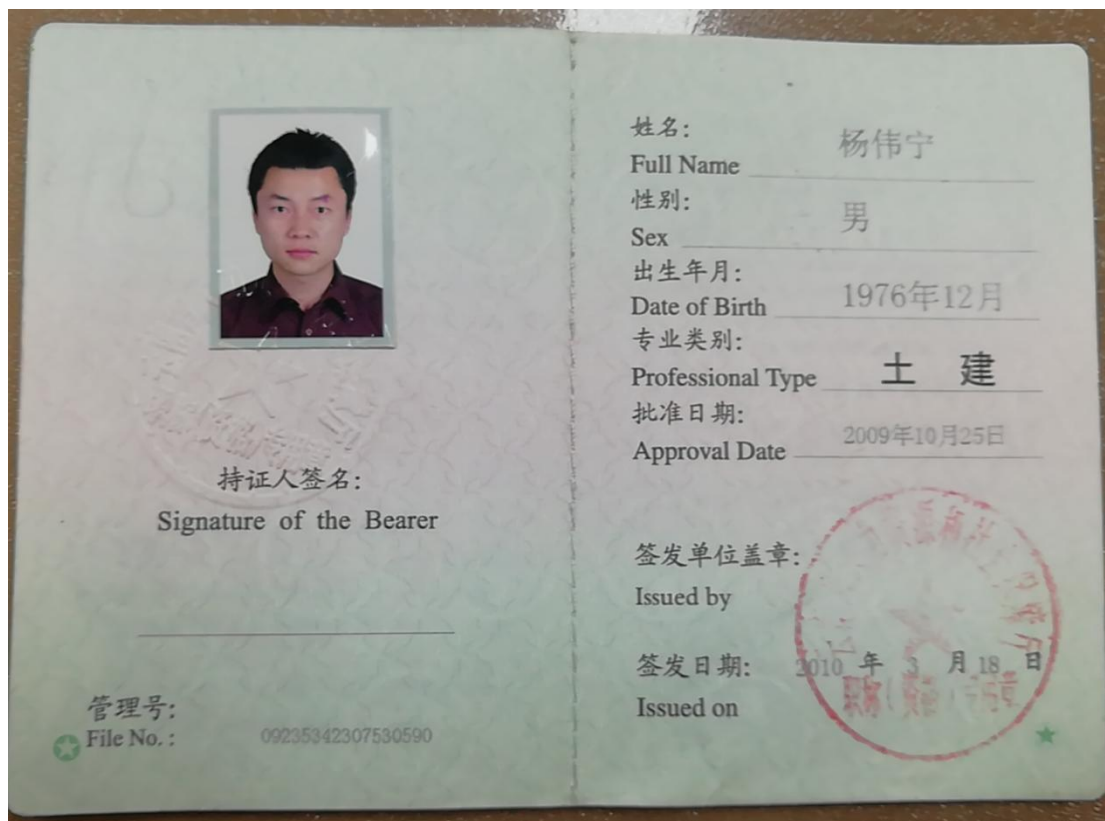 持证人签名:
Signature of the Bearer
管理号:
File No.: 09235342307530590
姓名: 杨伟宁
Full Name
性别: 男
Sex
出生年月: 1976年12月
Date of Birth
专业类别: 土 建
Professional Type
批准日期: 2009年10月25日
Approval Date
签发单位盖章:
Issued by
签发日期: 2010 年 3 月 18 日
Issued on